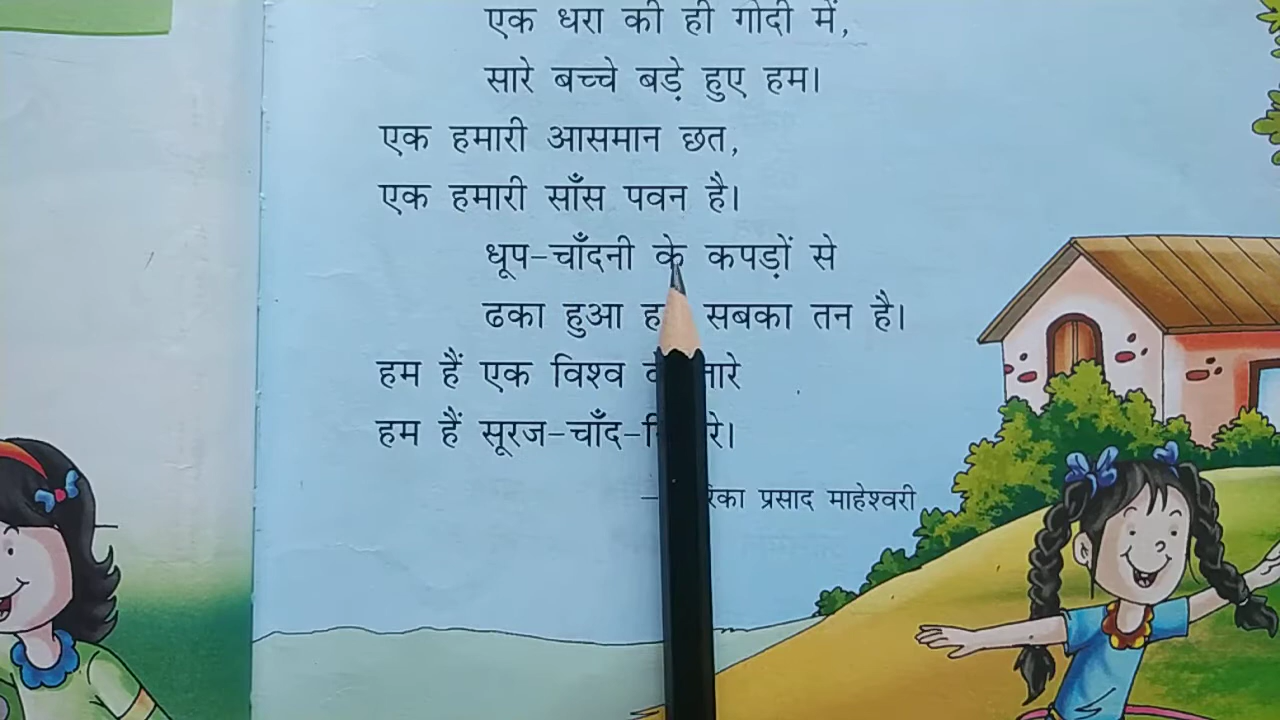 एक धरा की ही गोदी में,
सारे बच्चे बड़े हुए हम।
एक हमारी आसमान छत,
एक हमारी साँस पवन है।
धूप-चाँदनी के कपड़ों से
ढका हुआ सबका तन है।
हम हैं एक विश्व
हम हैं सूरज-चाँद-
प्रसाद माहेश्वरी